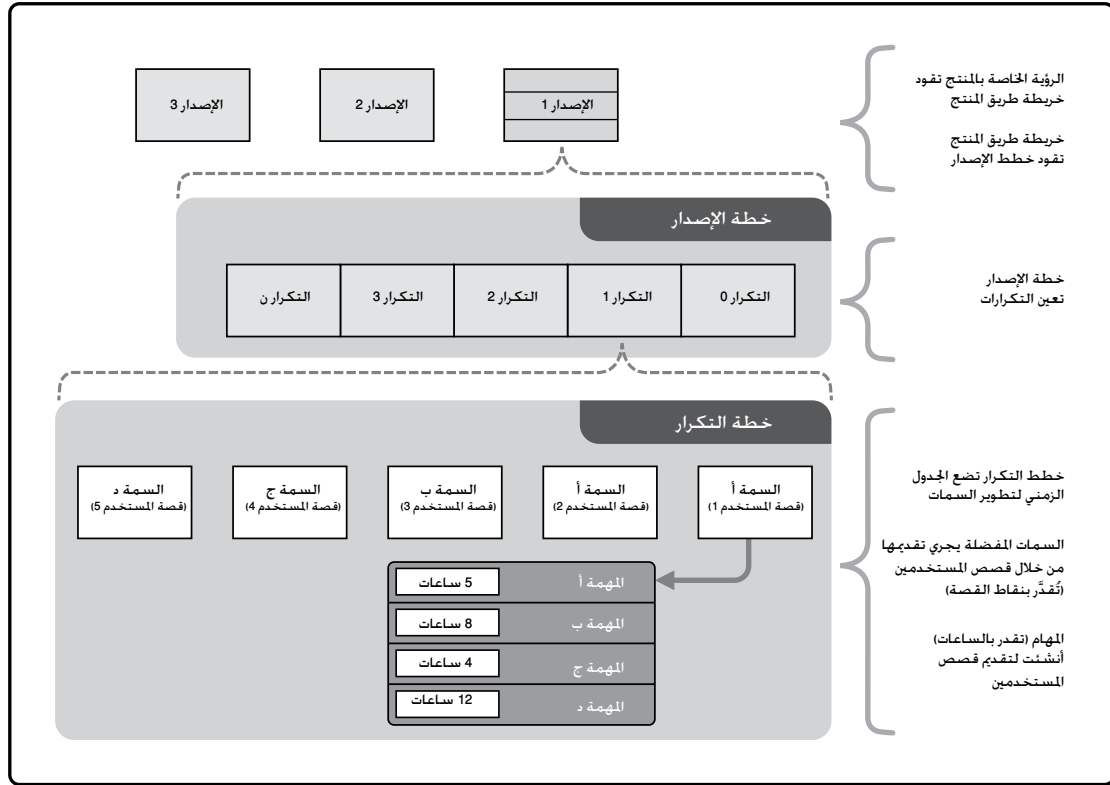 الرؤية الخاصة بالمنتج تقود
خريطة طريق المنتج
خريطة طريق المنتج
تقود خطط الإصدار
الإصدار 1
الإصدار 2
الإصدار 3
خطة الإصدار
التكرار 0
التكرار 1
التكرار 2
التكرار 3
التكرار ن
خطة الإصدار
تعين التكرارات
خطة التكرار
السمة أ
(قصة المستخدم 1)
السمة أ
(قصة المستخدم 2)
السمة ب
(قصة المستخدم 3)
السمة ج
(قصة المستخدم 4)
السمة د
(قصة المستخدم 5)
المهمة أ
5 ساعات
المهمة ب
8 ساعات
المهمة ج
4 ساعات
المهمة د
12 ساعات
خطط التكرار تضع الجدول
الزمني لتطوير السمات
السمات المفضلة يجري تقديمها
من خلال قصص المستخدمين
(تُقدَّر بنقاط القصة)
المهام (تقدر بالساعات)
أنشئت لتقديم قصص
المستخدمين